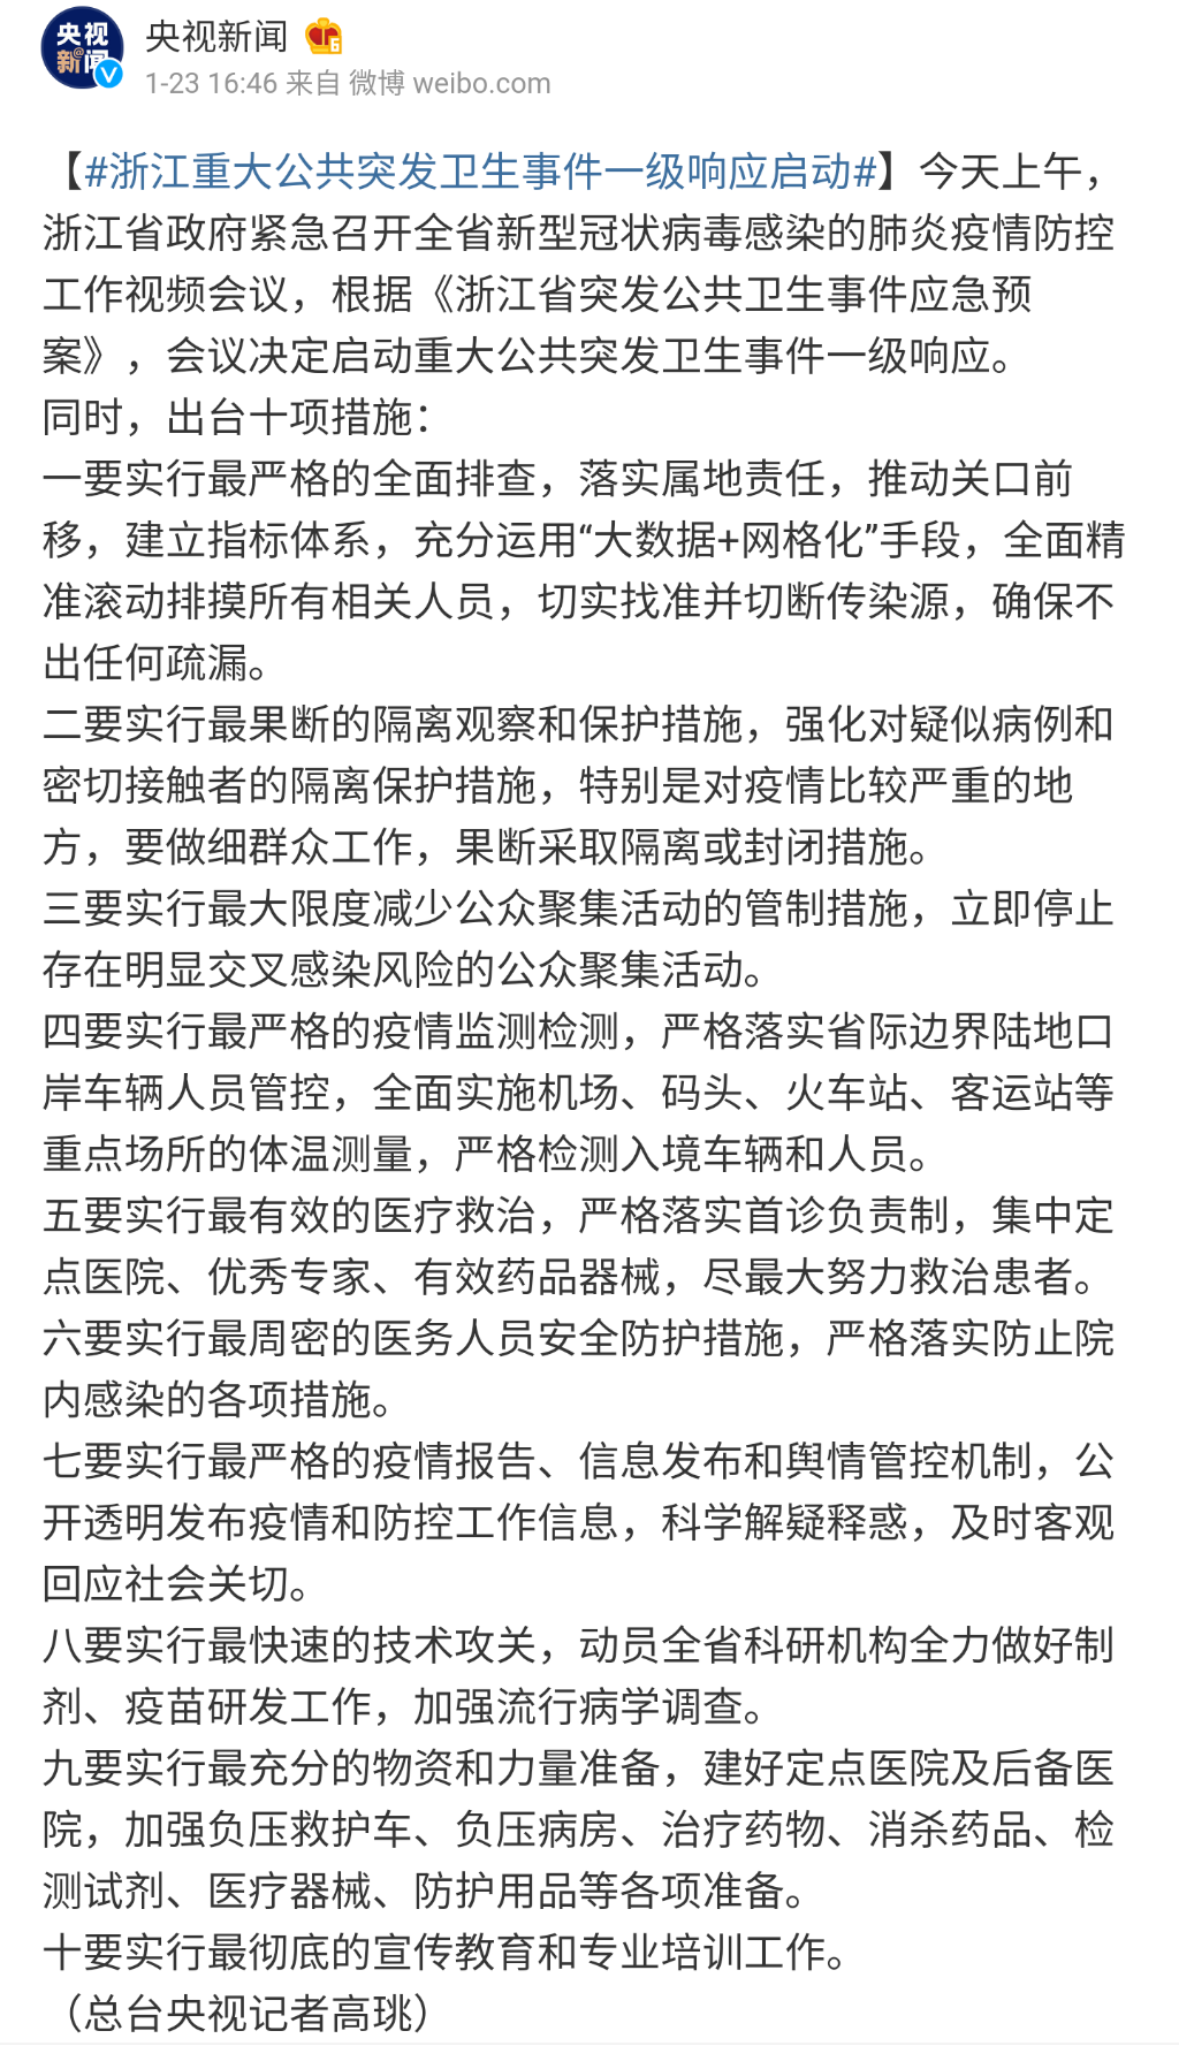 央视
新@闻
央视新闻
6
1-23 16:46 来自 微博 weibo.com
【#浙江重大公共突发卫生事件一级响应启动#】今天上午，
浙江省政府紧急召开全省新型冠状病毒感染的肺炎疫情防控
工作视频会议，根据《浙江省突发公共卫生事件应急预
案》，会议决定启动重大公共突发卫生事件一级响应。
同时，出台十项措施：
一要实行最严格的全面排查，落实属地责任，推动关口前
移，建立指标体系，充分运用“大数据+网格化”手段，全面精
准滚动排摸所有相关人员，切实找准并切断传染源，确保不
出任何疏漏。
二要实行最果断的隔离观察和保护措施，强化对疑似病例和
密切接触者的隔离保护措施，特别是对疫情比较严重的地
方，要做细群众工作，果断采取隔离或封闭措施。
三要实行最大限度减少公众聚集活动的管制措施，立即停止
存在明显交叉感染风险的公众聚集活动。
四要实行最严格的疫情监测检测，严格落实省际边界陆地口
岸车辆人员管控，全面实施机场、码头、火车站、客运站等
重点场所的体温测量，严格检测入境车辆和人员。
五要实行最有效的医疗救治，严格落实首诊负责制，集中定
点医院、优秀专家、有效药品器械，尽最大努力救治患者。
六要实行最周密的医务人员安全防护措施，严格落实防止院
内感染的各项措施。
七要实行最严格的疫情报告、信息发布和舆情管控机制，公
开透明发布疫情和防控工作信息，科学解疑释惑，及时客观
回应社会关切。
八要实行最快速的技术攻关，动员全省科研机构全力做好制
剂、疫苗研发工作，加强流行病学调查。
九要实行最充分的物资和力量准备，建好定点医院及后备医
院，加强负压救护车、负压病房、治疗药物、消杀药品、检
测试剂、医疗器械、防护用品等各项准备。
十要实行最彻底的宣传教育和专业培训工作。
（总台央视记者高珧）